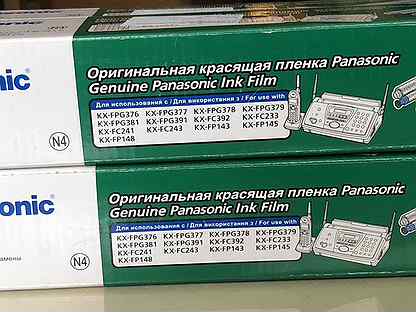 nic®
Оригинальная красящая пленка Panasonic
Genuine Panasonic Ink Film
Для использования с / Для використання з / For use with
KX-FPG376 KX-FPG377 KX-FPG378 KX-FPG379
KX-FPG381 KX-FPG391 KX-FC392 KX-FC233
KX-FC241 KX-FC243 KX-FP143 KX-FP145
KX-FP148
N4
sonic®
Оригинальная красящая пленка Panasonic
Genuine Panasonic Ink Film
Для использования с / Для використання з / For use with
KX-FPG376 KX-FPG377 KX-FPG378 KX-FPG379
KX-FPG381 KX-FPG391 KX-FC392 KX-FC233
KX-FC241 KX-FC243 KX-FP143 KX-FP145
KX-FP148
N4